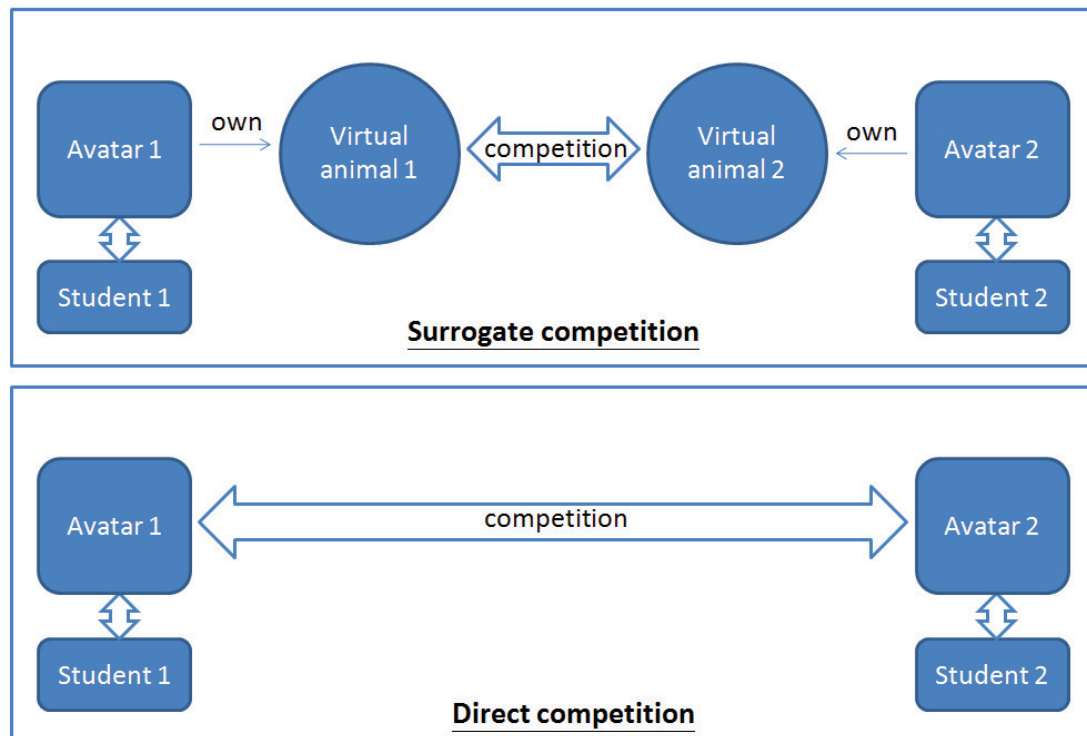 Avatar 1
own
Virtual
animal 1
competition
Virtual
animal 2
own
Avatar 2
Student 1
Student 2
Surrogate competition
Avatar 1
competition
Avatar 2
Student 1
Student 2
Direct competition